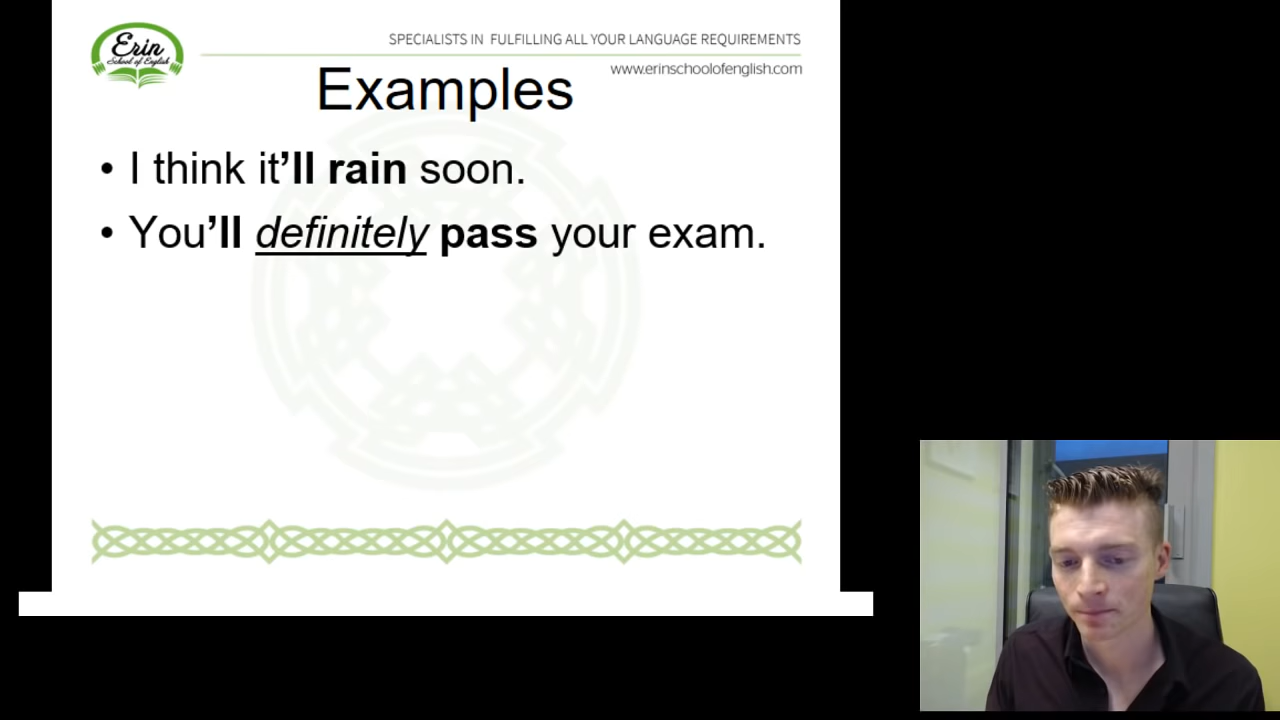 Erin
School of English
SPECIALISTS IN FULFILLING ALL YOUR LANGUAGE REQUIREMENTS
www.erinschoolofenglish.com
Examples
• I think it’ll rain soon.
• You’ll definitely pass your exam.